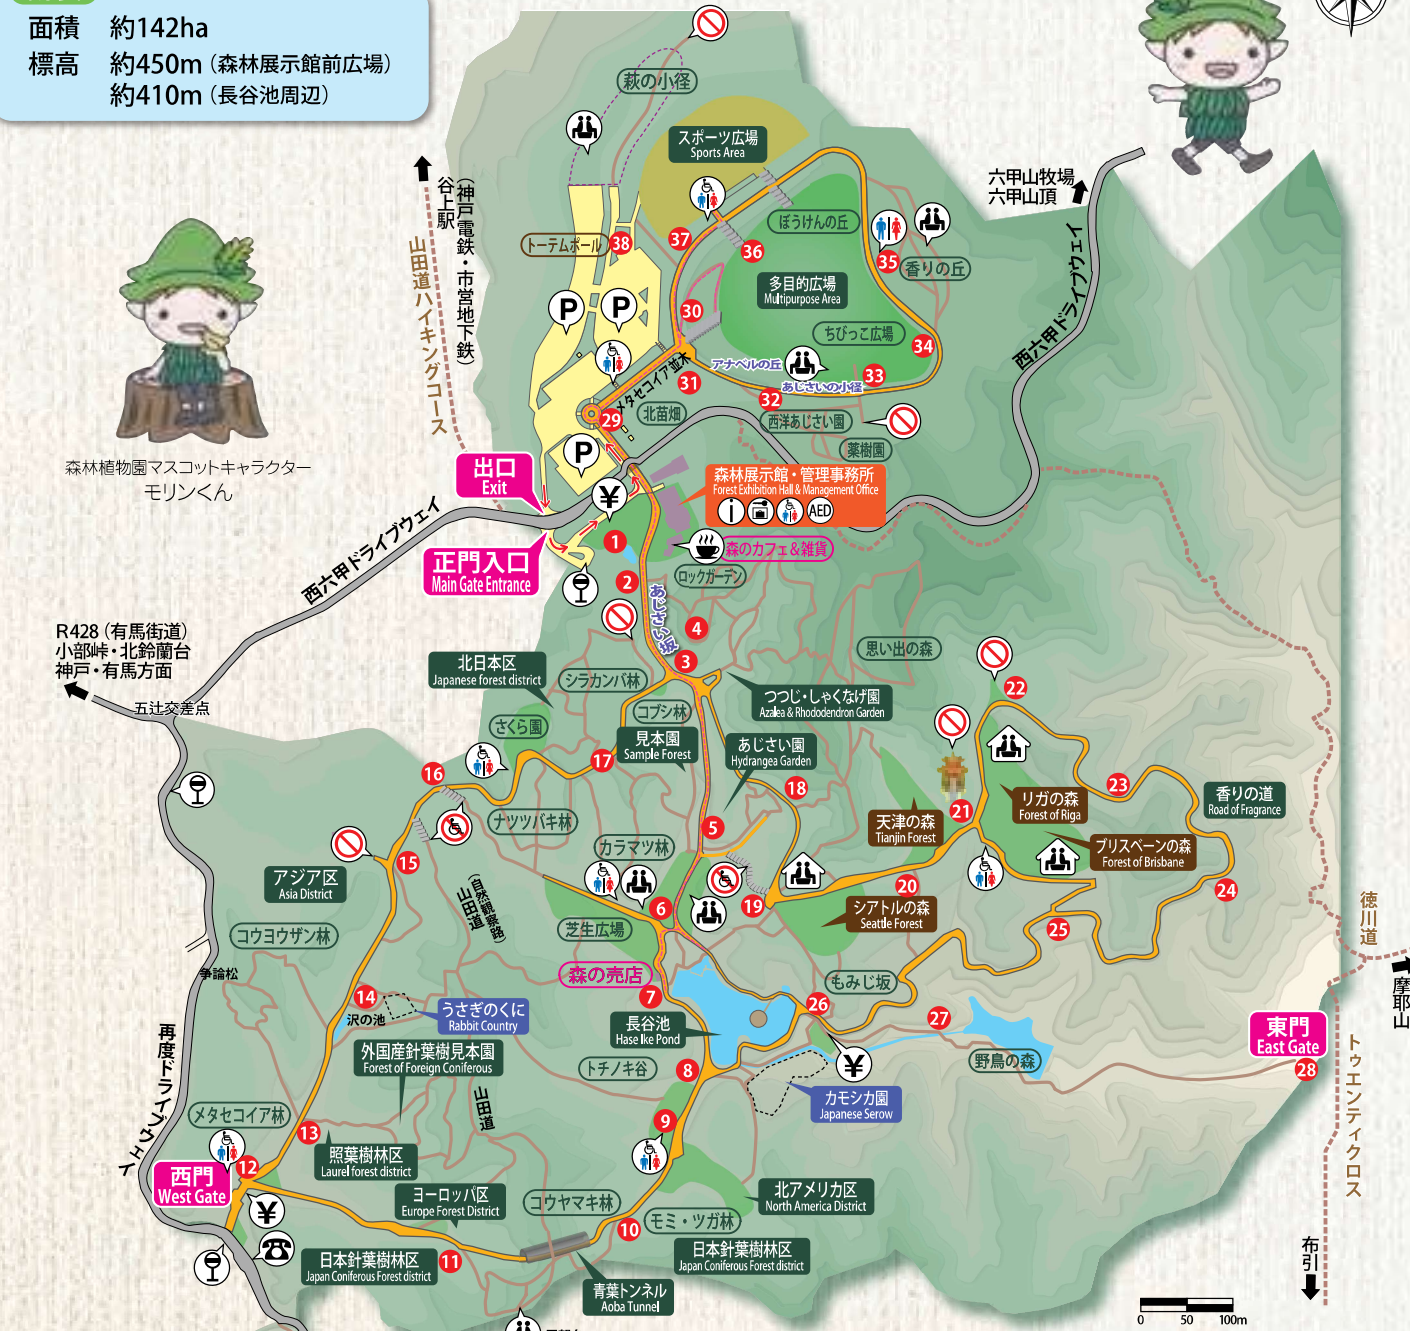 面積 約142ha
標高 約450m（森林展示館前広場）
約410m（長谷池周辺）
萩の小径
スポーツ広場
Sports Area
六甲山牧場
六甲山頂
谷上駅
（神戸電鉄・市営地下鉄）
山田道ハイキングコース
トーテムポール
38
37
36
ぼうけんの丘
35
香りの丘
多目的広場
Multipurpose Area
P
P
30
ちびっこ広場
34
西六甲ドライブウェイ
アナベルの丘
33
あじさいの小径
31
32
メタセコイア並木
29
北苗畑
西洋あじさい園
薬樹園
P
森林植物園マスコットキャラクター
モリンくん
出口
Exit
森林展示館・管理事務所
Forest Exhibition Hall & Management Office
i
AED
¥
西六甲ドライブウェイ
1
森のカフェ&雑貨
正門入口
Main Gate Entrance
ロックガーデン
2
あじさい坂
4
3
R428（有馬街道）
小部峠・北鈴蘭台
神戸・有馬方面
五辻交差点
北日本区
Japanese forest district
シラカンバ林
思い出の森
22
つつじ・しゃくなげ園
Azalea & Rhododendron Garden
コブシ林
さくら園
見本園
Sample Forest
あじさい園
Hydrangea Garden
16
17
18
23
香りの道
Road of Fragrance
リガの森
Forest of Riga
21
天津の森
Tianjin Forest
ナツツバキ林
5
カラマツ林
ブリスベーンの森
Forest of Brisbane
15
アジア区
Asia District
山田道
（自然観察路）
20
24
19
6
シアトルの森
Seattle Forest
25
徳川道
コウヨウザン林
芝生広場
争論松
森の売店
もみじ坂
摩耶山
14
7
26
沢の池
うさぎのくに
Rabbit Country
27
長谷池
Hase Ike Pond
東門
East Gate
再度ドライブウェイ
外国産針葉樹見本園
Forest of Foreign Coniferous
トチノキ谷
8
¥
野鳥の森
28
トゥエンティクロス
カモシカ園
Japanese Serow
メタセコイア林
山田道
9
13
照葉樹林区
Laurel forest district
12
西門
West Gate
ヨーロッパ区
Europe Forest District
コウヤマキ林
北アメリカ区
North America District
¥
10
モミ・ツガ林
日本針葉樹林区
Japan Coniferous Forest district
11
日本針葉樹林区
Japan Coniferous Forest district
布引
青葉トンネル
Aoba Tunnel
0 50 100m